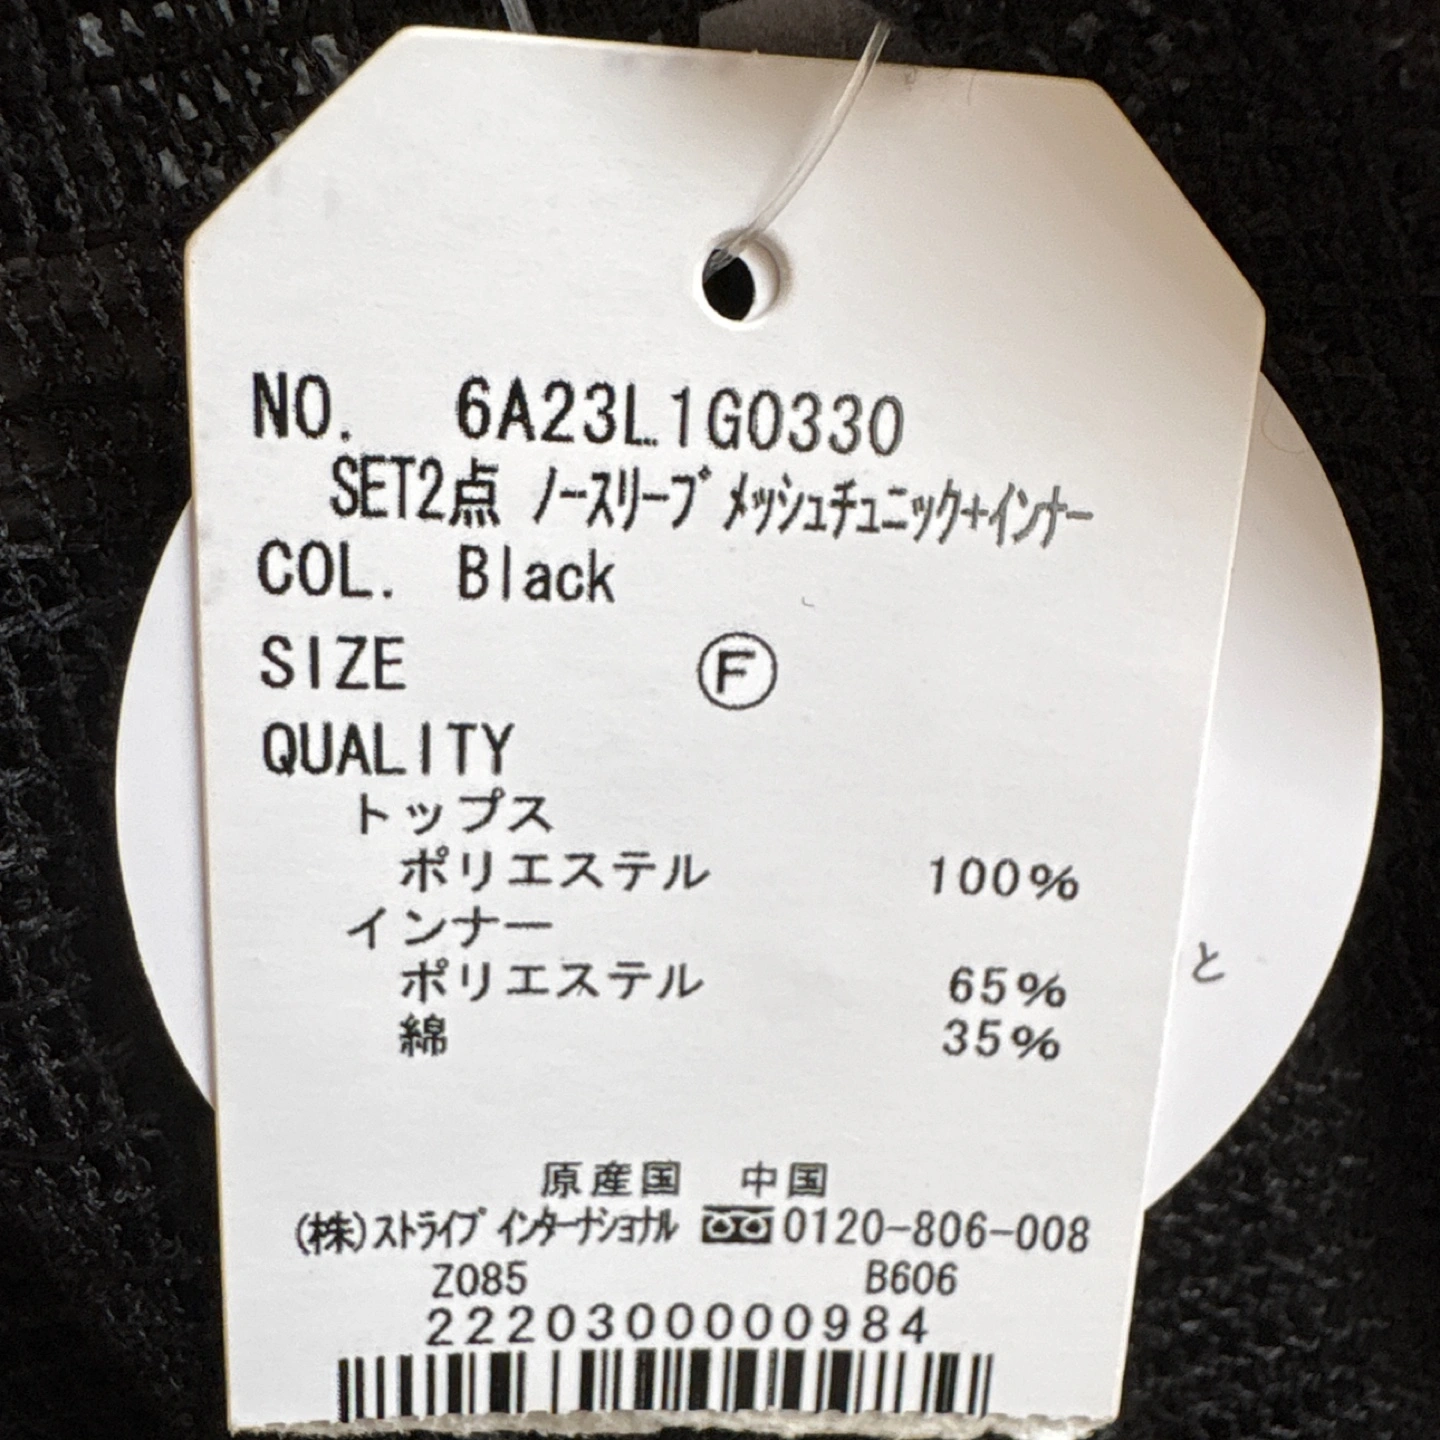 NO. 6A23L1G0330
SET2点 ﾉｰｽﾘｰﾌﾞﾒｯｼｭﾁｭﾆｯｸ+ｲﾝﾅｰ
COL. Black
SIZE Ⓕ
QUALITY
トップス
ポリエステル 100%
インナー
ポリエステル 65%
綿 35%
と
原産国 中国
(株)ｽﾄﾗｲﾌﾟｲﾝﾀｰﾅｼｮﾅﾙ 0120-806-008
Z085 B606
2220300000984